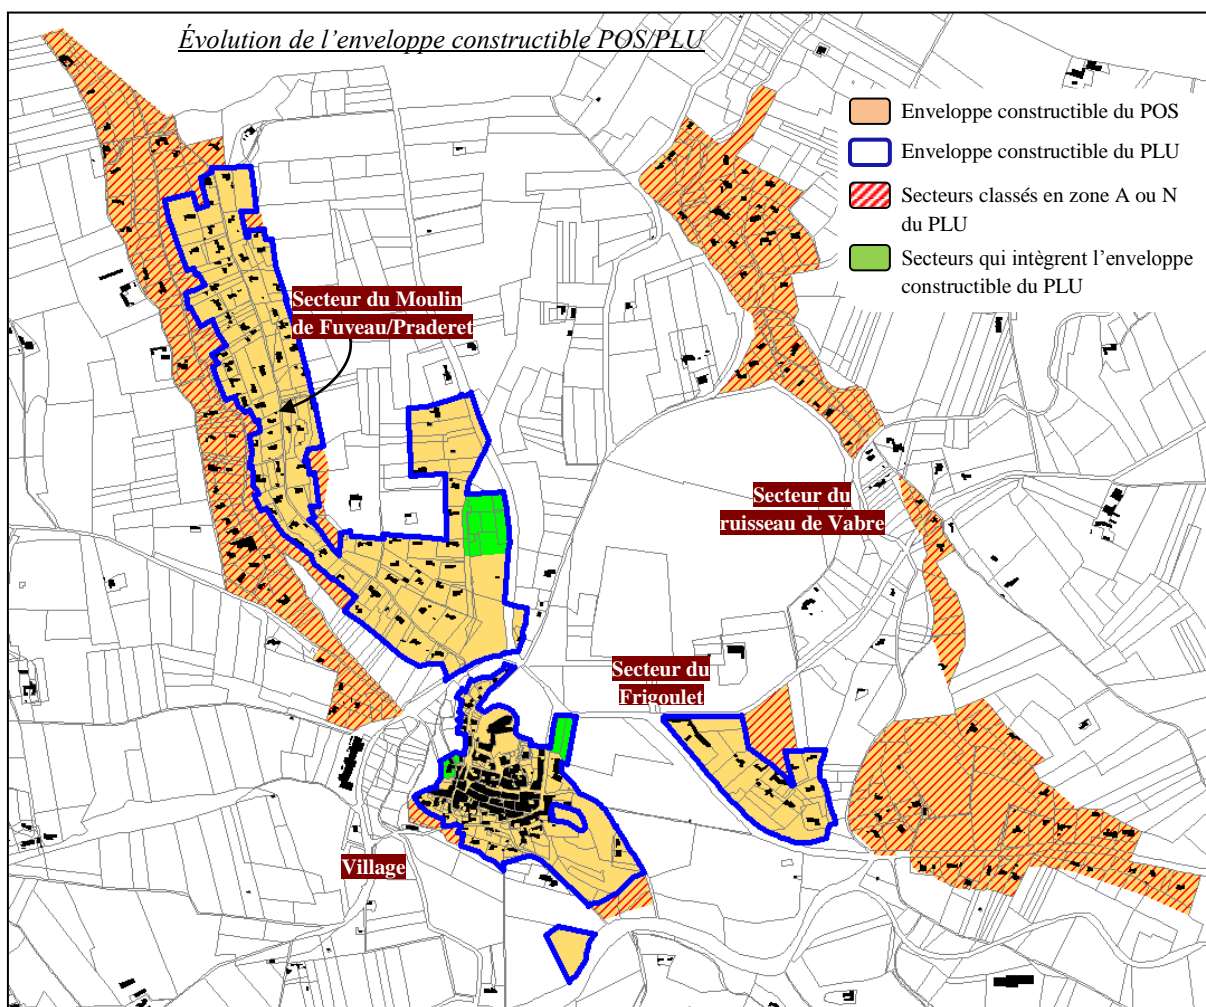 Évolution de l’enveloppe constructible POS/PLU
Enveloppe constructible du POS
Enveloppe constructible du PLU
Secteurs classés en zone A ou N
du PLU
Secteurs qui intègrent l’enveloppe
constructible du PLU
Secteur du Moulin
de Fuveau/Praderet
Secteur du
ruisseau de Vabre
Secteur du
Frigoulet
Village